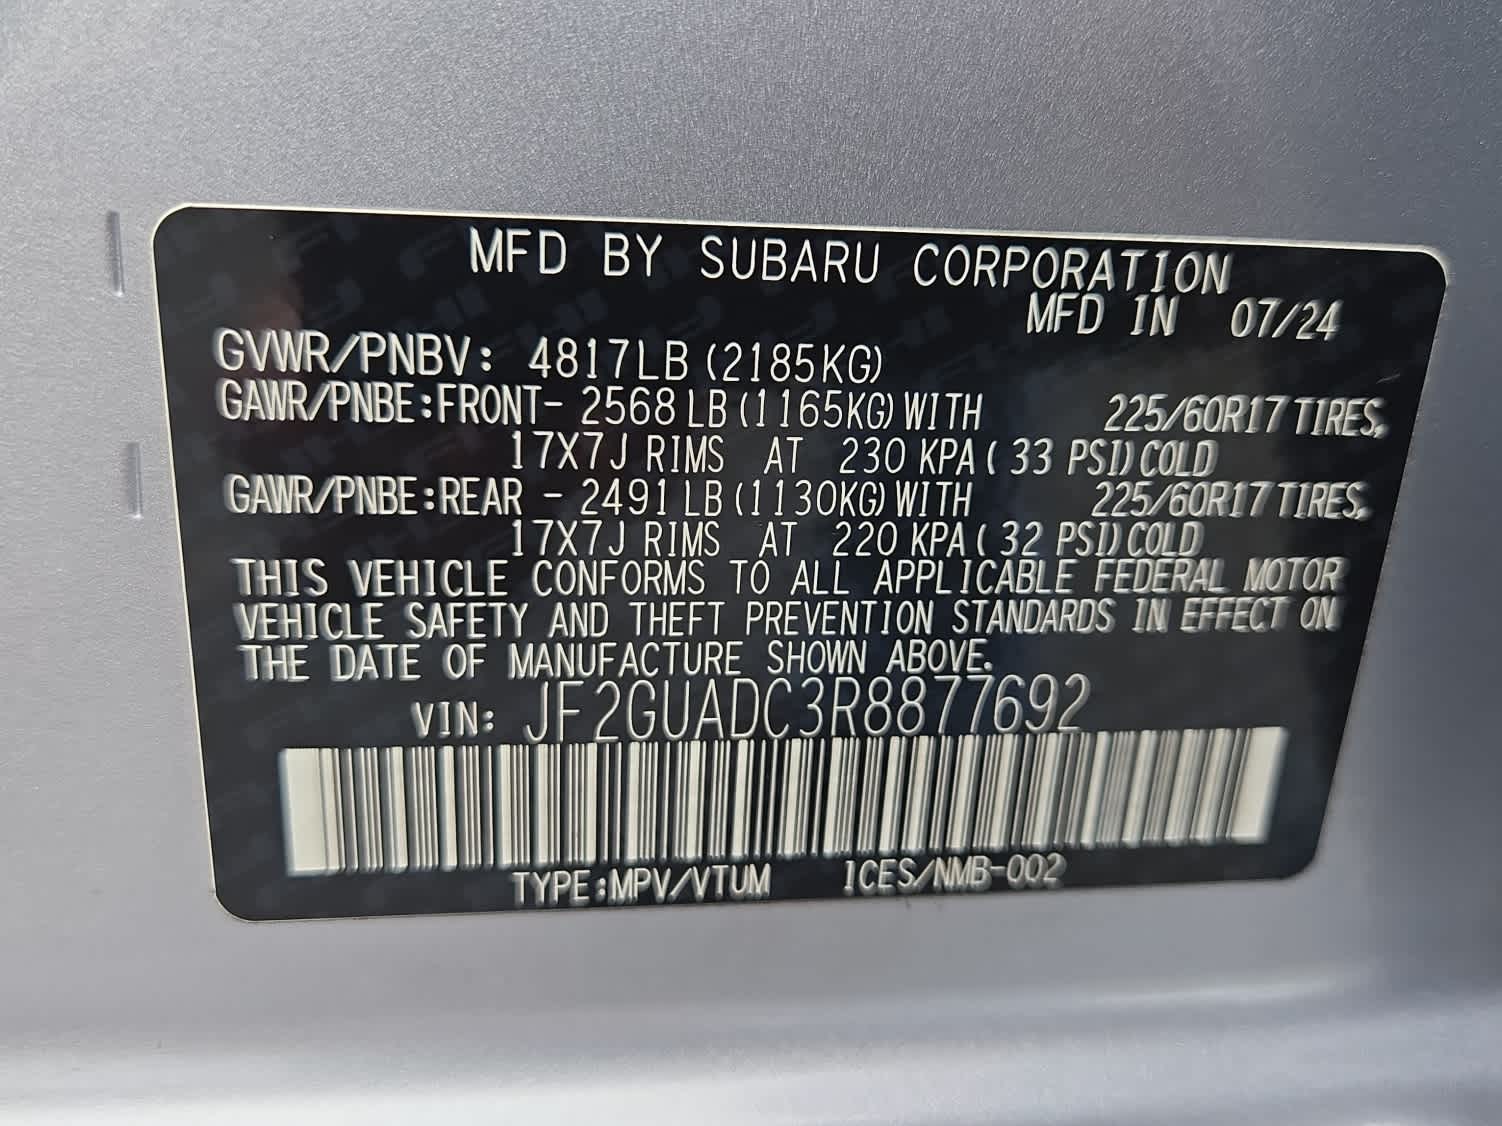 MFD BY SUBARU CORPORATION
MFD IN 07/24
GVWR/PNBV: 4817LB (2185KG)
GAWR/PNBE:FRONT- 2568 LB (1165KG) WITH 225/60R17 TIRES,
17X7J RIMS AT 230 KPA ( 33 PSI) COLD
GAWR/PNBE:REAR - 2491 LB (1130KG) WITH 225/60R17 TIRES,
17X7J RIMS AT 220 KPA ( 32 PSI) COLD
THIS VEHICLE CONFORMS TO ALL APPLICABLE FEDERAL MOTOR
VEHICLE SAFETY AND THEFT PREVENTION STANDARDS IN EFFECT ON
THE DATE OF MANUFACTURE SHOWN ABOVE.
VIN: JF2GUADC3R8877692
TYPE:MPV/VTUM ICES/NMB-002